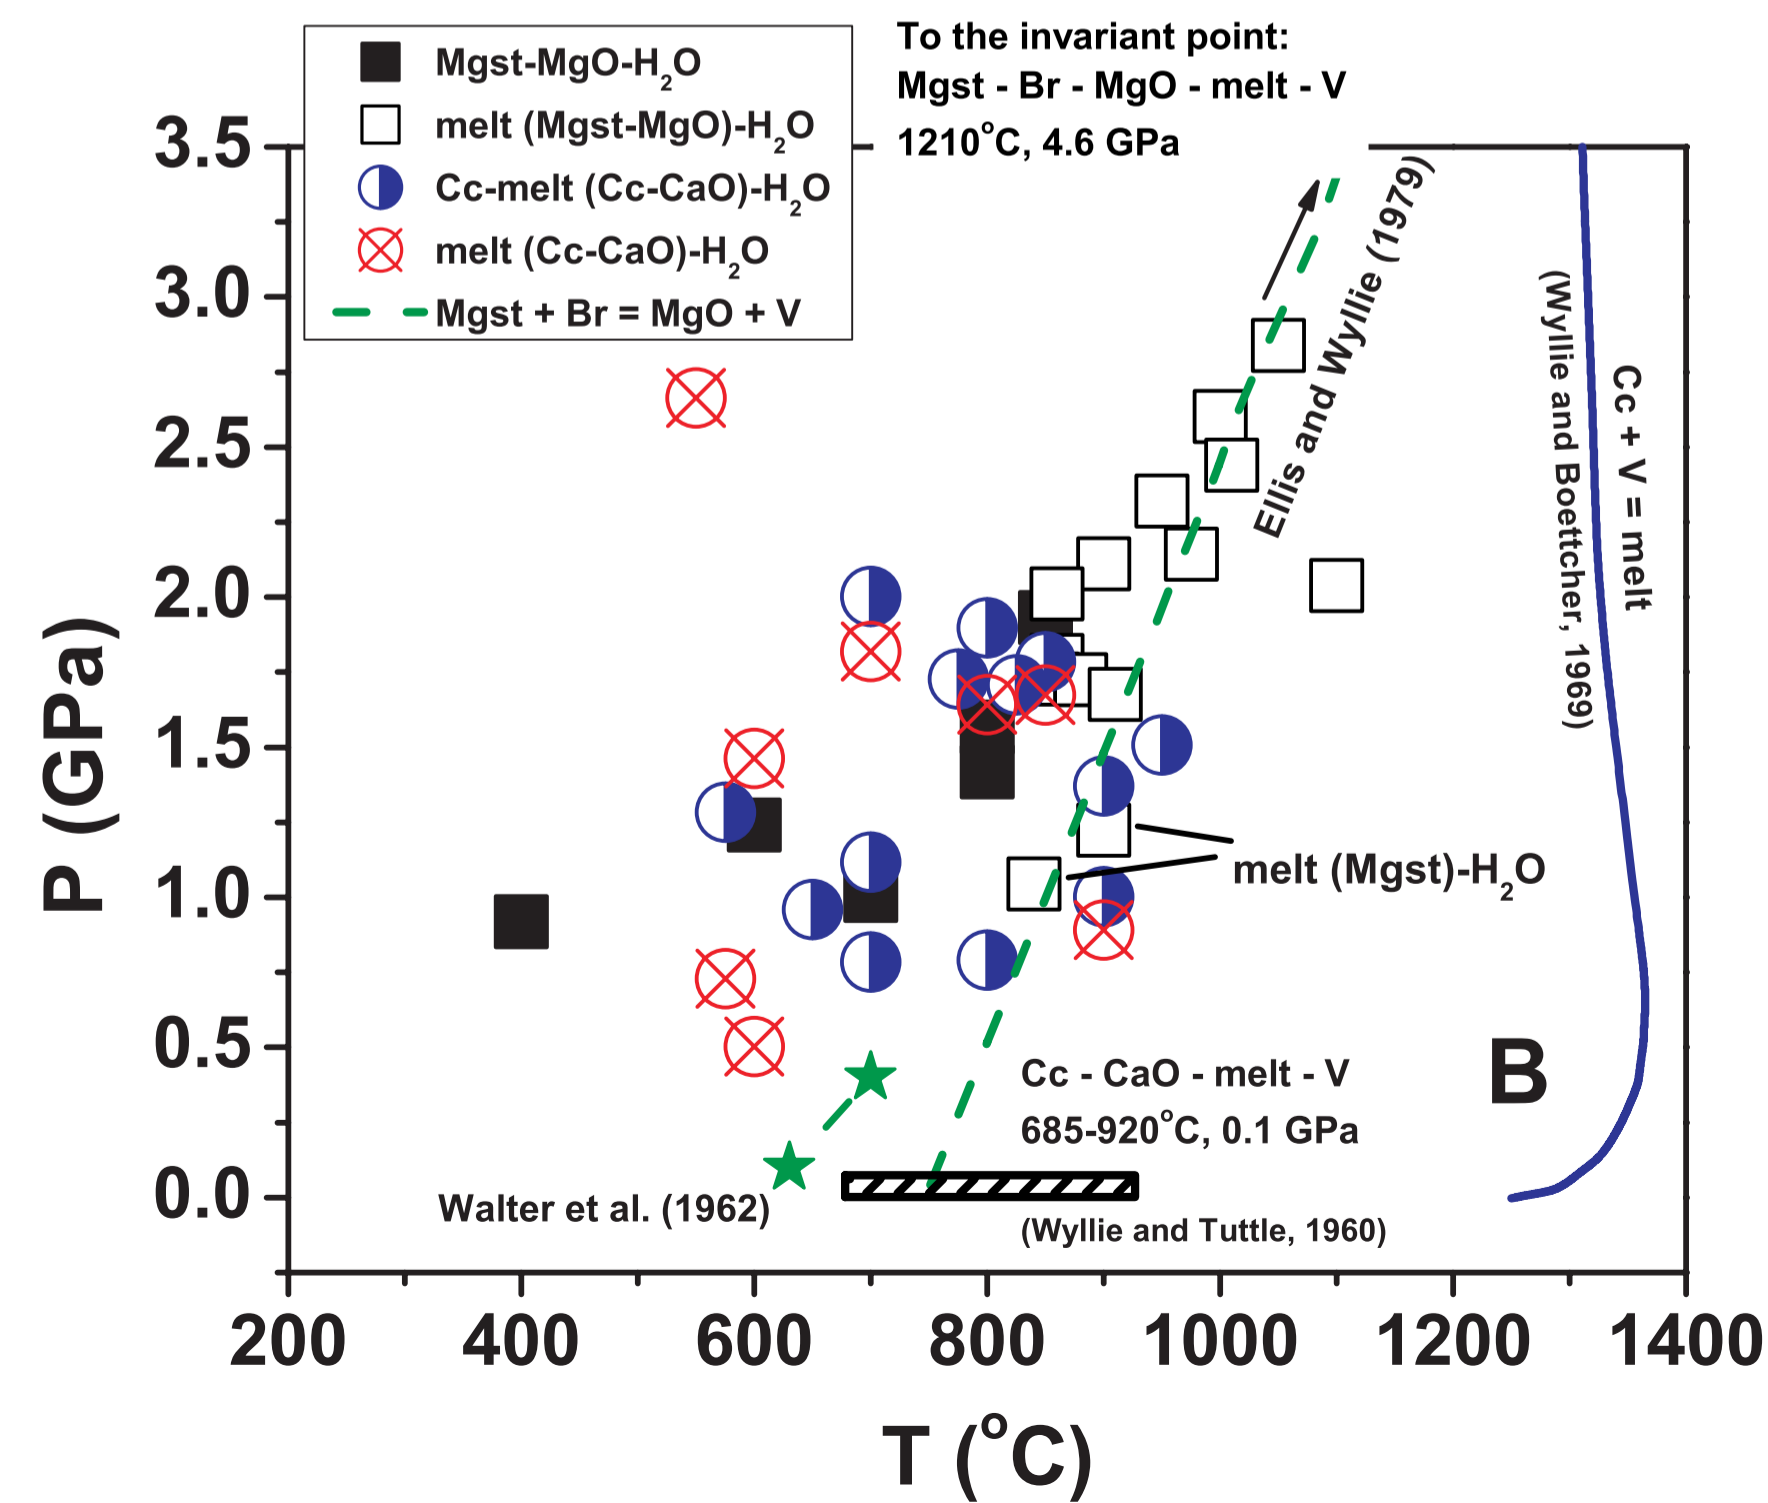 Mgst-MgO-H₂O
melt (Mgst-MgO)-H₂O
Cc-melt (Cc-CaO)-H₂O
melt (Cc-CaO)-H₂O
Mgst + Br = MgO + V
To the invariant point:
Mgst - Br - MgO - melt - V
1210°C, 4.6 GPa
3.5
3.0
2.5
2.0
1.5
1.0
0.5
0.0
P (GPa)
Ellis and Wyllie (1979)
(Wyllie and Boettcher, 1969)
Cc + V = melt
melt (Mgst)-H₂O
B
Cc - CaO - melt - V
685-920°C, 0.1 GPa
Walter et al. (1962)
(Wyllie and Tuttle, 1960)
200 400 600 800 1000 1200 1400
T (°C)